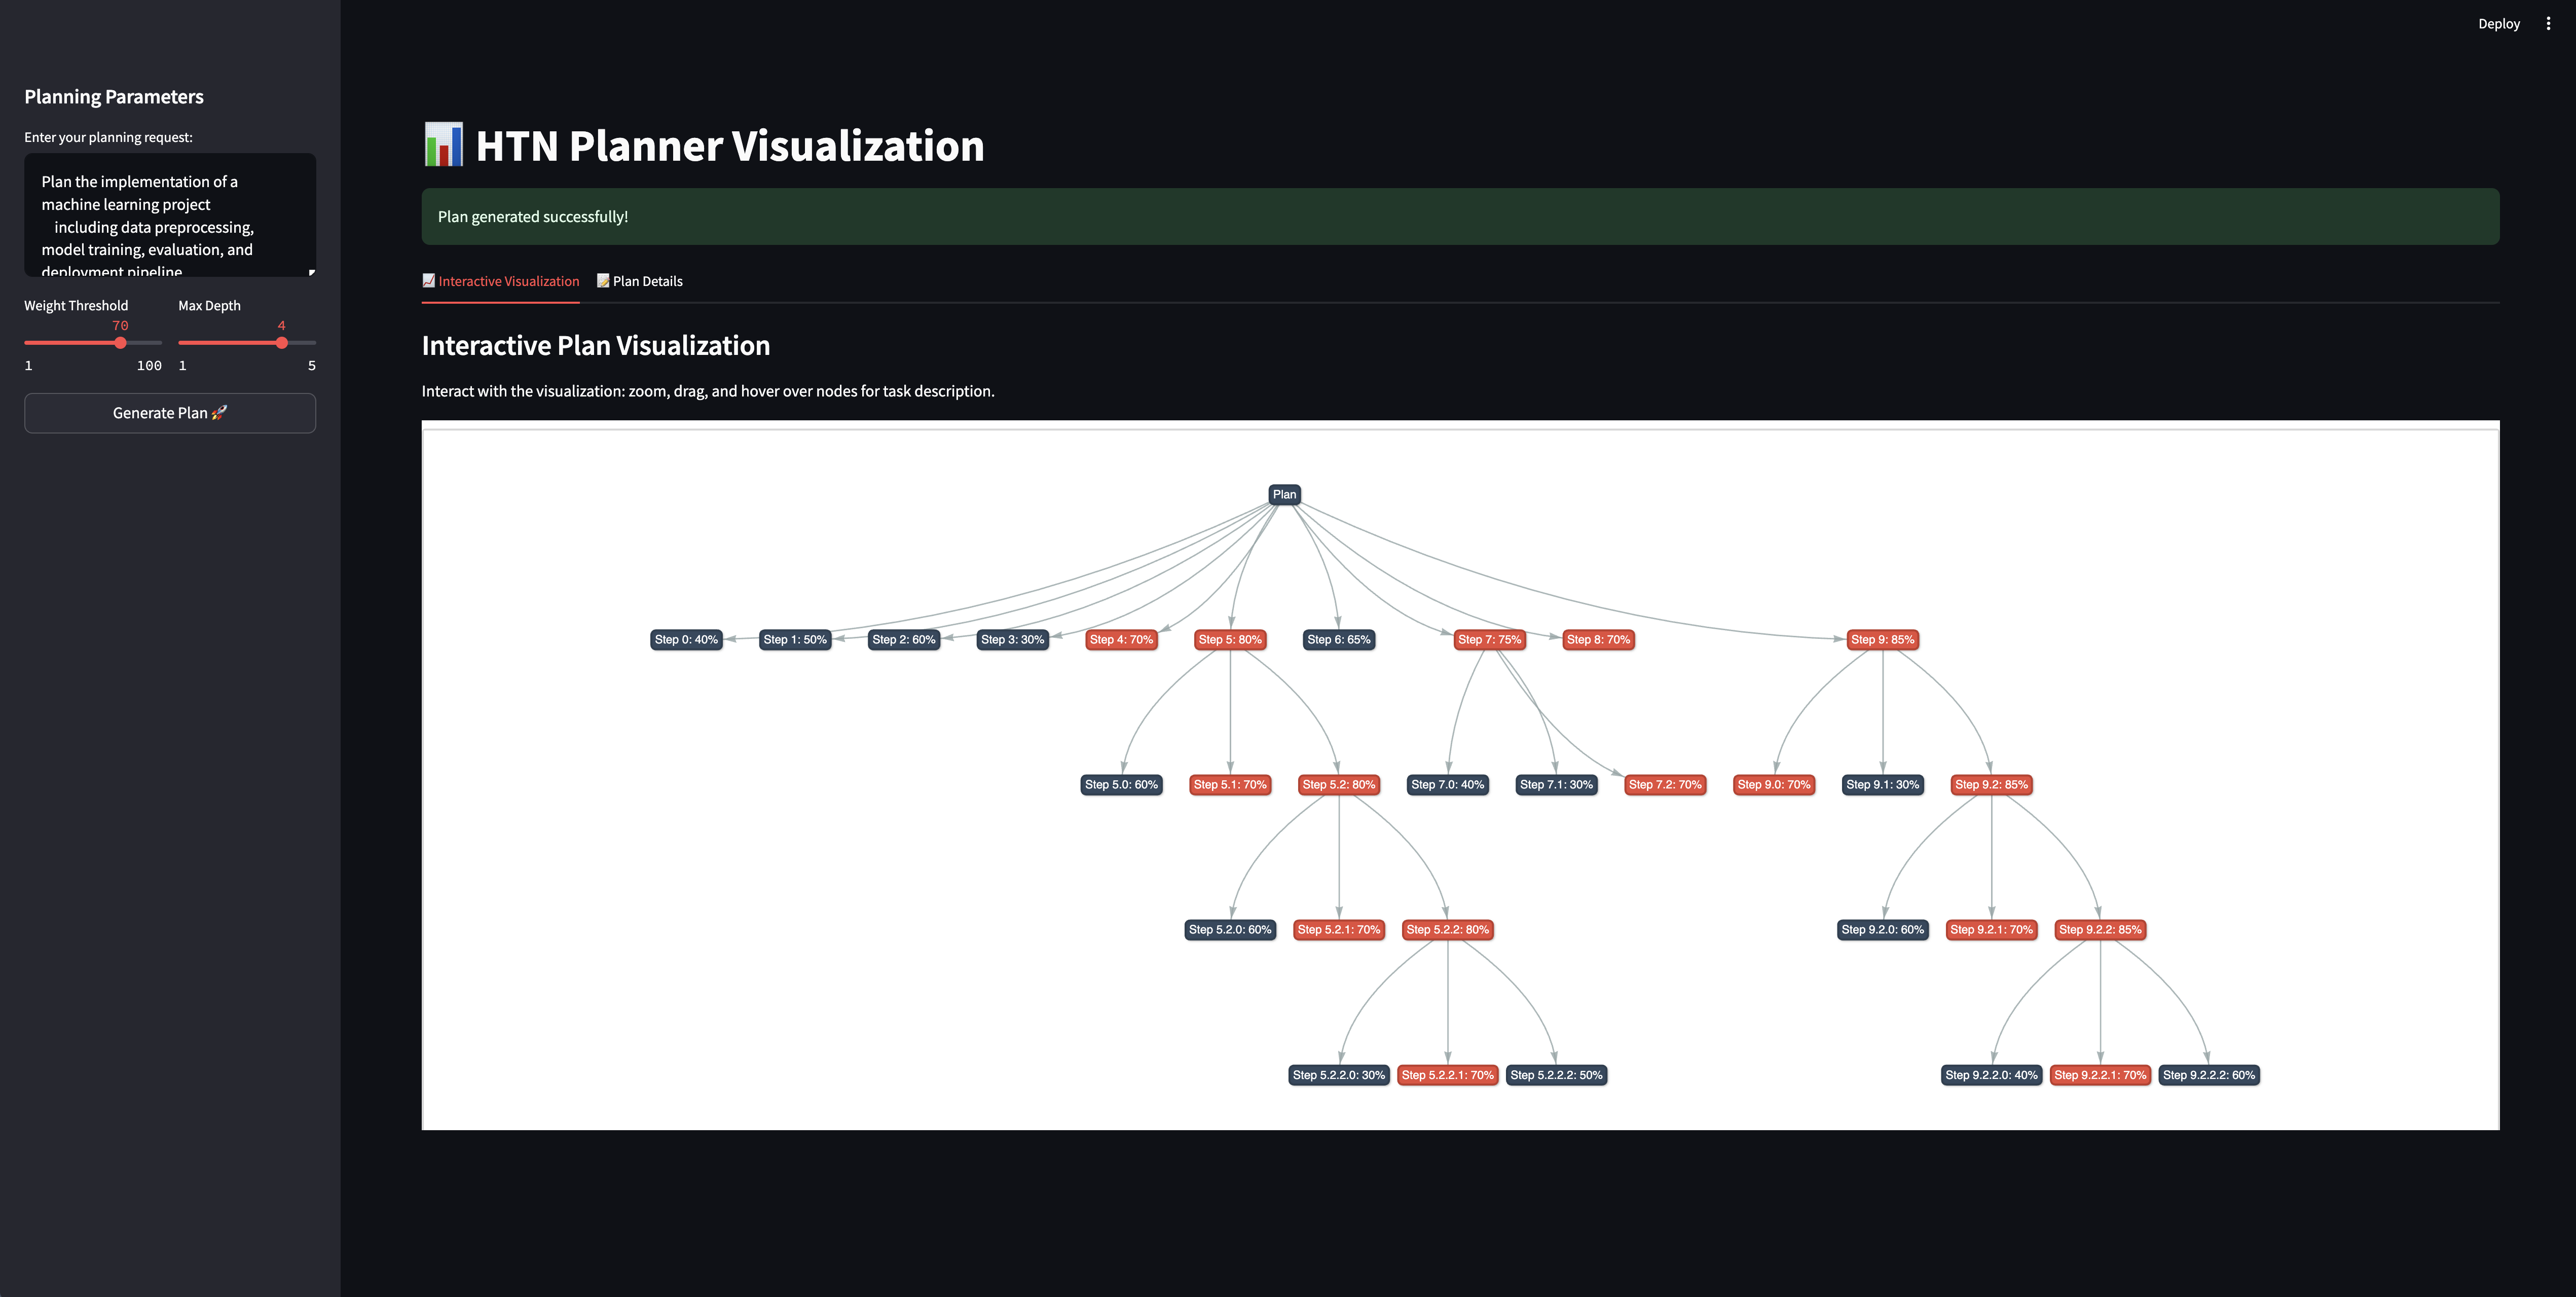 Deploy
Planning Parameters
Enter your planning request:
Plan the implementation of a
machine learning project
including data preprocessing,
model training, evaluation, and
deployment pipeline
Weight Threshold
Max Depth
70
4
1
100
1
5
Generate Plan 🚀
📊 HTN Planner Visualization
Plan generated successfully!
📈 Interactive Visualization
📝 Plan Details
Interactive Plan Visualization
Interact with the visualization: zoom, drag, and hover over nodes for task description.
Plan
Step 0: 40%
Step 1: 50%
Step 2: 60%
Step 3: 30%
Step 4: 70%
Step 5: 80%
Step 6: 65%
Step 7: 75%
Step 8: 70%
Step 9: 85%
Step 5.0: 60%
Step 5.1: 70%
Step 5.2: 80%
Step 7.0: 40%
Step 7.1: 30%
Step 7.2: 70%
Step 9.0: 70%
Step 9.1: 30%
Step 9.2: 85%
Step 5.2.0: 60%
Step 5.2.1: 70%
Step 5.2.2: 80%
Step 9.2.0: 60%
Step 9.2.1: 70%
Step 9.2.2: 85%
Step 5.2.2.0: 30%
Step 5.2.2.1: 70%
Step 5.2.2.2: 50%
Step 9.2.2.0: 40%
Step 9.2.2.1: 70%
Step 9.2.2.2: 60%